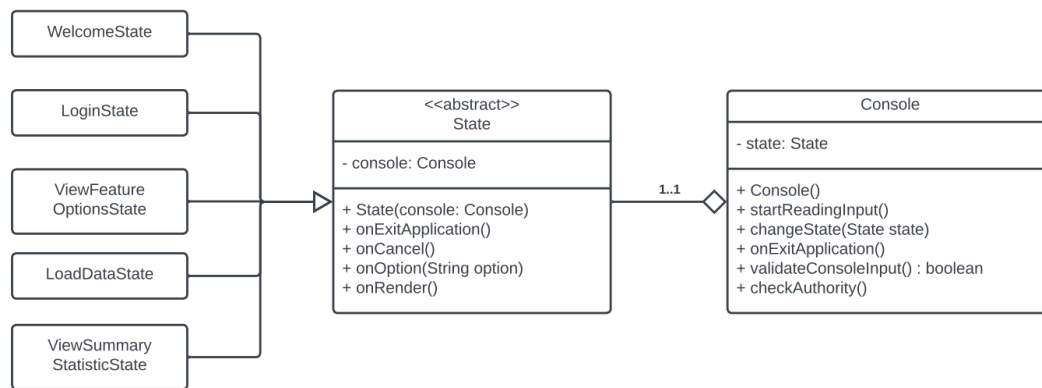 WelcomeState
LoginState
ViewFeature
OptionsState
LoadDataState
ViewSummary
StatisticState
<<abstract>>
State
- console: Console
+ State(console: Console)
+ onExitApplication()
+ onCancel()
+ onOption(String option)
+ onRender()
1..1
Console
- state: State
+ Console()
+ startReadingInput()
+ changeState(State state)
+ onExitApplication()
+ validateConsoleInput() : boolean
+ checkAuthority()